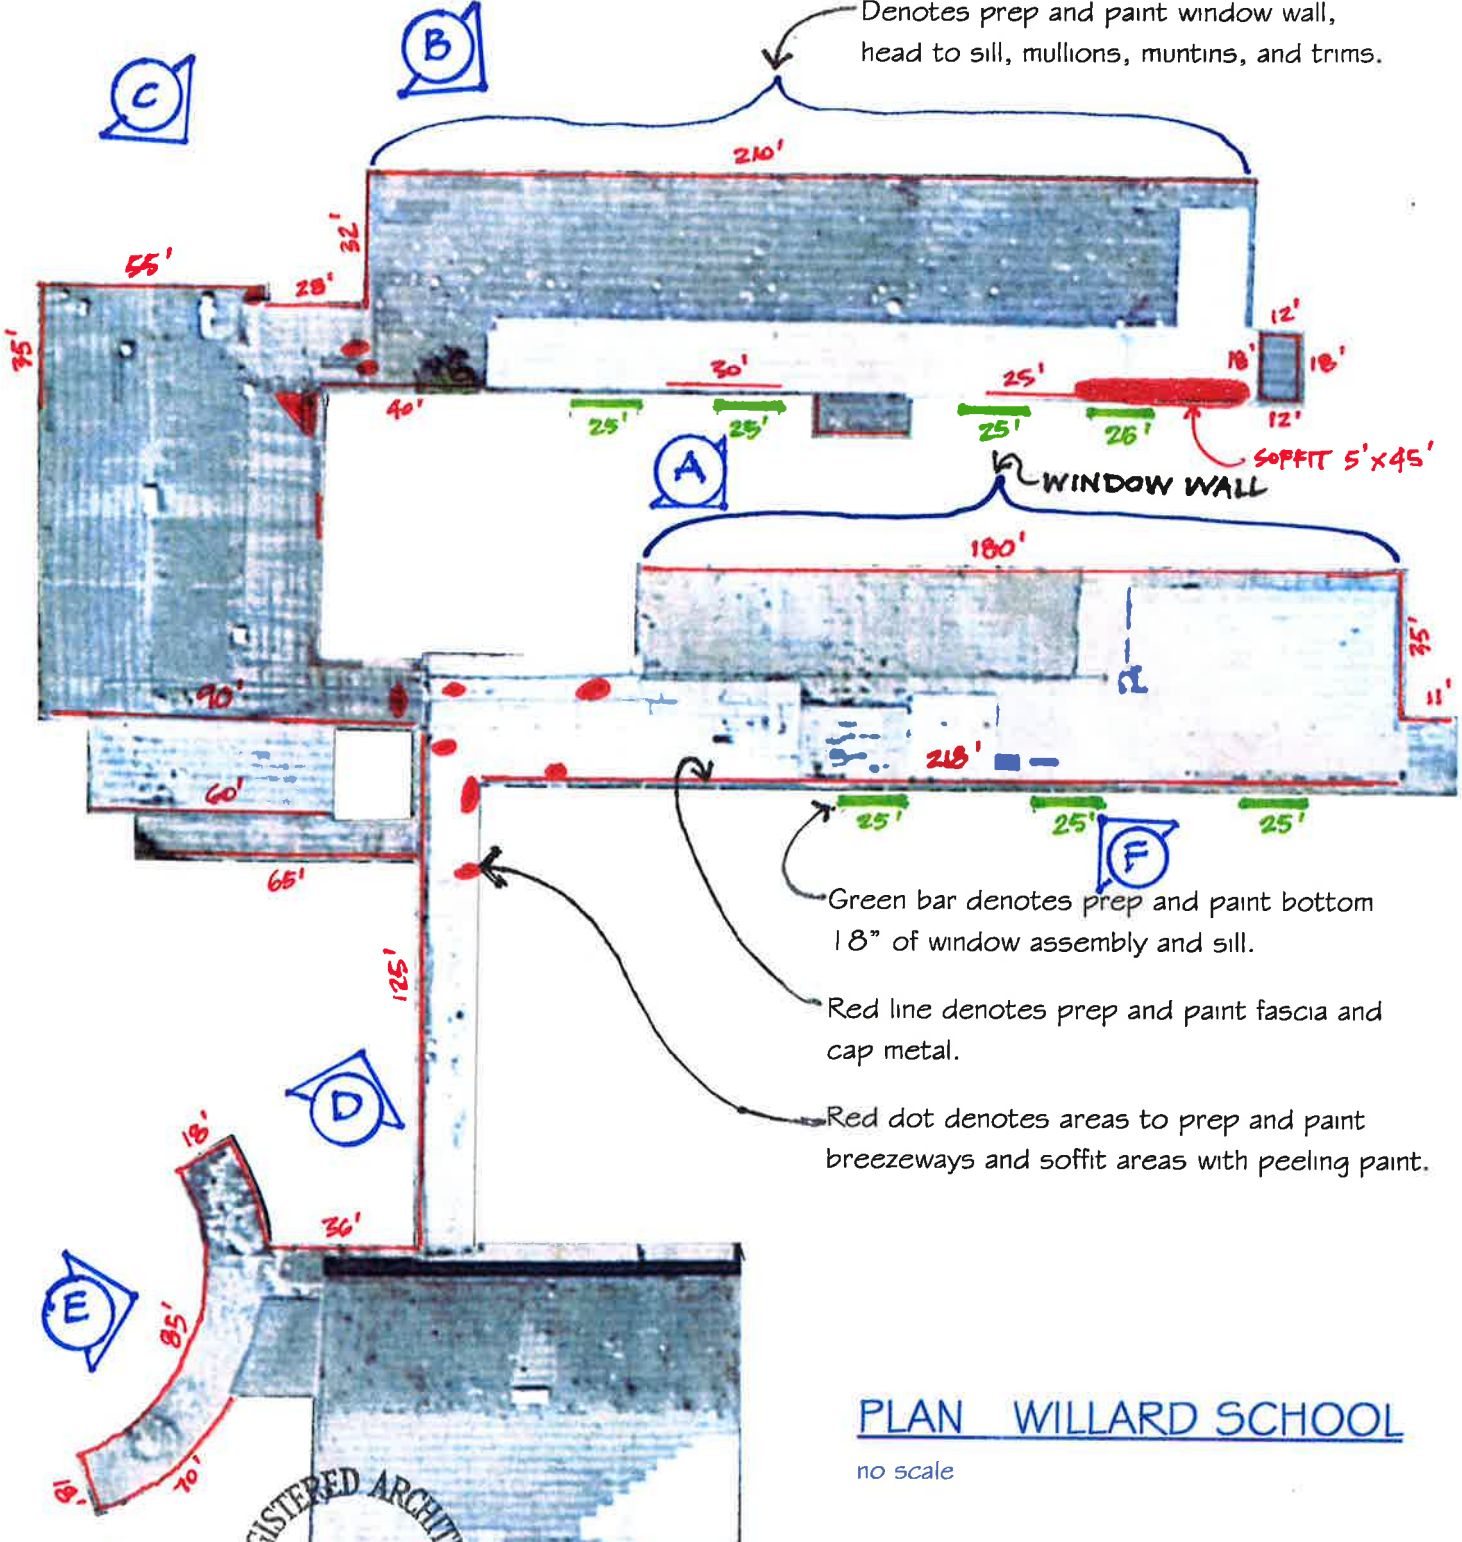 Denotes prep and paint window wall,
head to sill, mullions, muntins, and trims.
B
C
210'
32'
55'
28'
35'
12'
18'
18'
30'
25'
40'
25'
25'
25'
12'
SOFFIT 5'x45'
A
WINDOW WALL
180'
35'
11'
90'
218'
60'
25'
25'
25'
F
65'
Green bar denotes prep and paint bottom
18” of window assembly and sill.
125'
Red line denotes prep and paint fascia and
cap metal.
D
Red dot denotes areas to prep and paint
breezeways and soffit areas with peeling paint.
18'
36'
E
85'
PLAN WILLARD SCHOOL
no scale
70'
18'